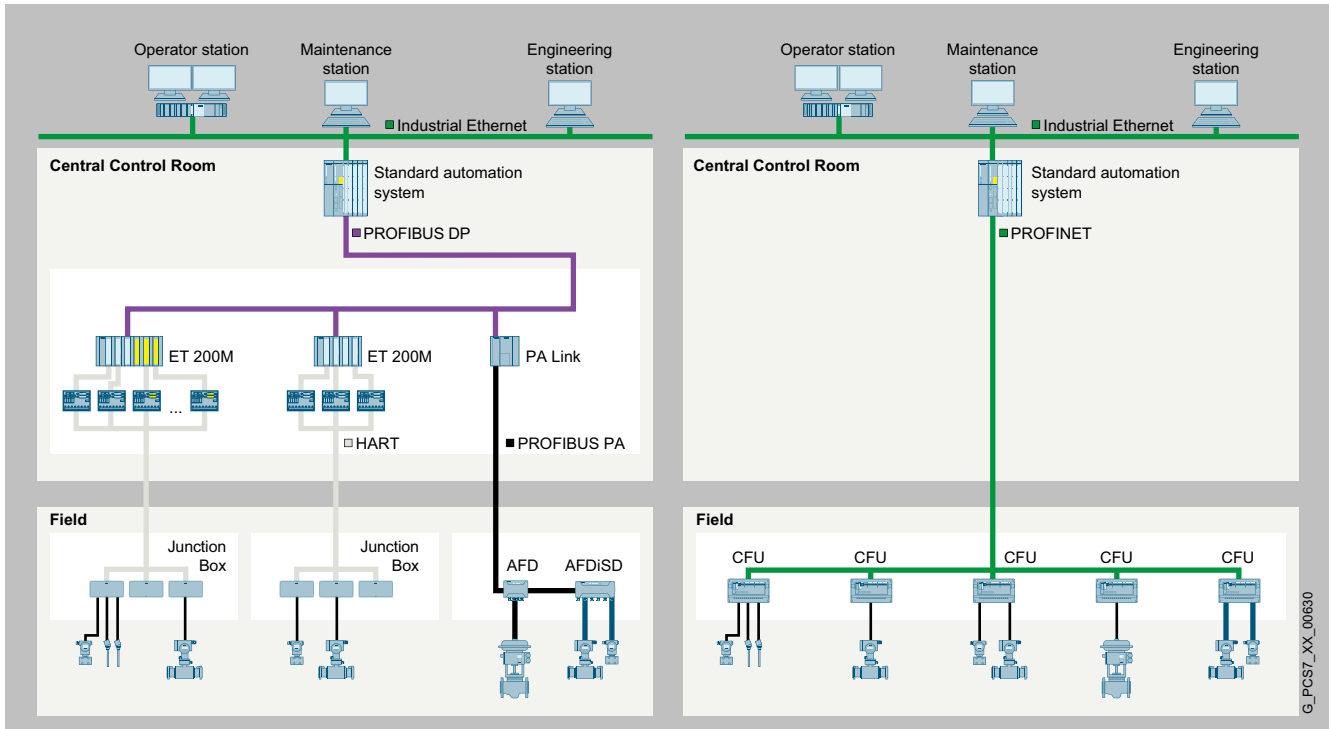 Operator station
Maintenance
station
Engineering
station
Industrial Ethernet
Central Control Room
Standard automation
system
PROFIBUS DP
ET 200M
ET 200M
PA Link
...
HART
PROFIBUS PA
Field
Junction
Box
Junction
Box
AFD
AFDiSD
Operator station
Maintenance
station
Engineering
station
Industrial Ethernet
Central Control Room
Standard automation
system
PROFINET
Field
CFU
CFU
CFU
CFU
CFU
G_PCS7_XX_00630